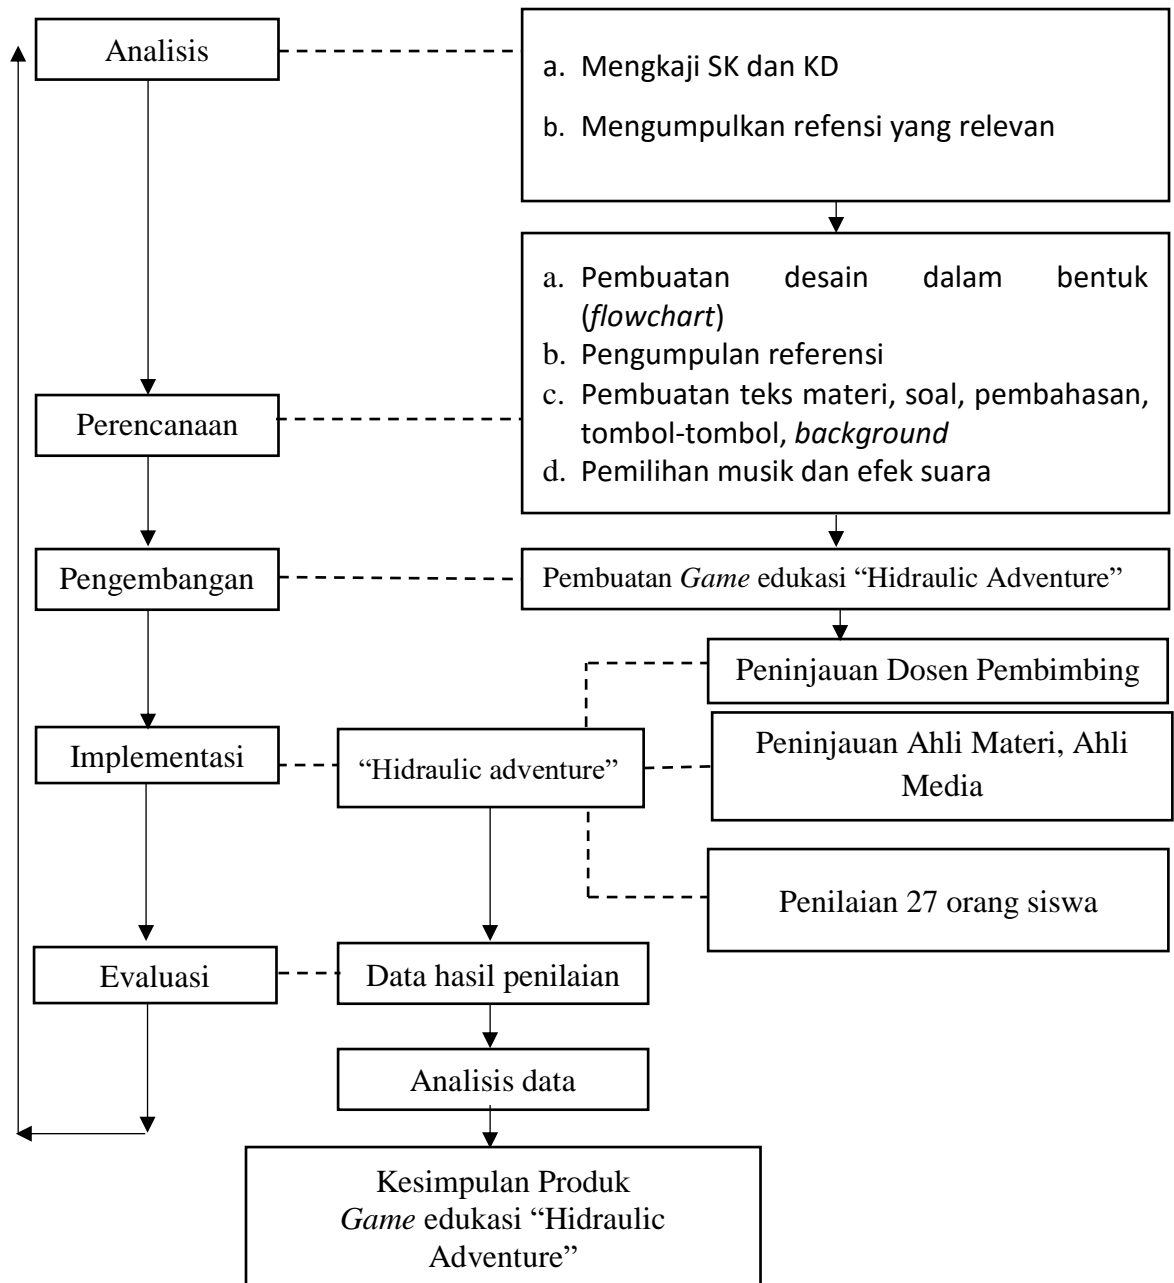 Analisis
a. Mengkaji SK dan KD
b. Mengumpulkan refensi yang relevan
a. Pembuatan desain dalam bentuk
(flowchart)
b. Pengumpulan referensi
c. Pembuatan teks materi, soal, pembahasan,
tombol-tombol, background
d. Pemilihan musik dan efek suara
Perencanaan
Pengembangan
Pembuatan Game edukasi “Hidraulic Adventure”
Peninjauan Dosen Pembimbing
Implementasi
“Hidraulic adventure”
Peninjauan Ahli Materi, Ahli
Media
Penilaian 27 orang siswa
Evaluasi
Data hasil penilaian
Analisis data
Kesimpulan Produk
Game edukasi “Hidraulic
Adventure”